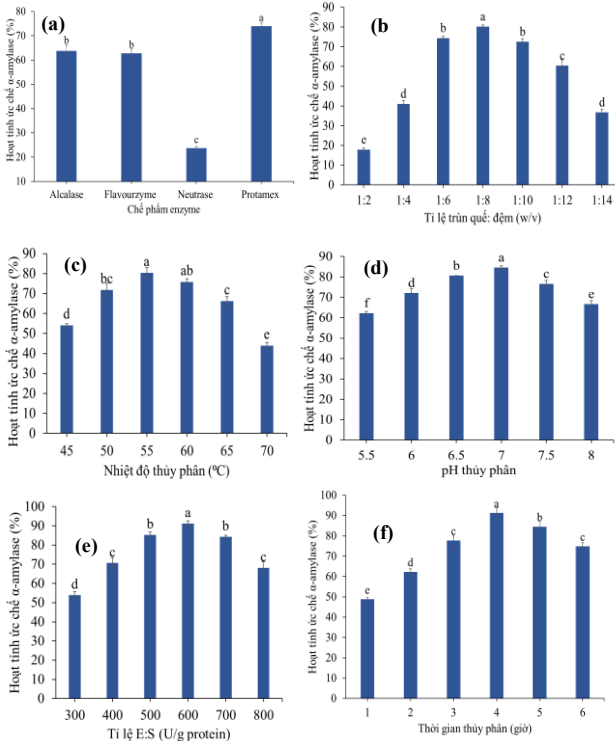 (a)
Hoạt tính ức chế α-amylase (%)
80
70
60
50
40
30
20
10
b
b
c
a
Alcalase Flavourzyme Neutrase Protamex
Chế phẩm enzyme
(b)
Hoạt tính ức chế α-amylase (%)
90
80
70
60
50
40
30
20
10
0
e
d
b
a
b
c
d
1:2 1:4 1:6 1:8 1:10 1:12 1:14
Tỉ lệ trùn quế: đệm (w/v)
(c)
Hoạt tính ức chế α-amylase (%)
90
80
70
60
50
40
30
20
10
0
d
bc
a
ab
c
e
45 50 55 60 65 70
Nhiệt độ thủy phân (⁰C)
(d)
Hoạt tính ức chế α-amylase (%)
100
90
80
70
60
50
40
30
20
10
0
f
d
b
a
c
e
5.5 6 6.5 7 7.5 8
pH thủy phân
(e)
Hoạt tính ức chế α-amylase (%)
100
90
80
70
60
50
40
30
20
10
0
d
c
b
a
b
c
300 400 500 600 700 800
Tỉ lệ E:S (U/g protein)
(f)
Hoạt tính ức chế α-amylase (%)
100
90
80
70
60
50
40
30
20
10
0
e
d
c
a
b
c
1 2 3 4 5 6
Thời gian thủy phân (giờ)